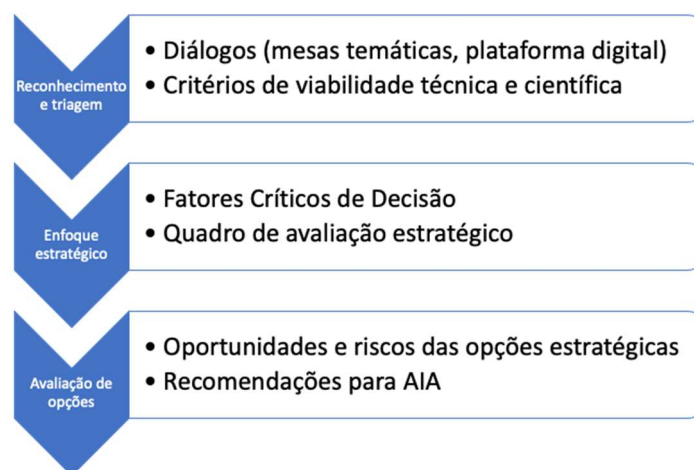 Reconhecimento
e triagem
• Diálogos (mesas temáticas, plataforma digital)
• Critérios de viabilidade técnica e científica
Enfoque
estratégico
• Fatores Críticos de Decisão
• Quadro de avaliação estratégico
Avaliação de
opções
• Oportunidades e riscos das opções estratégicas
• Recomendações para AIA